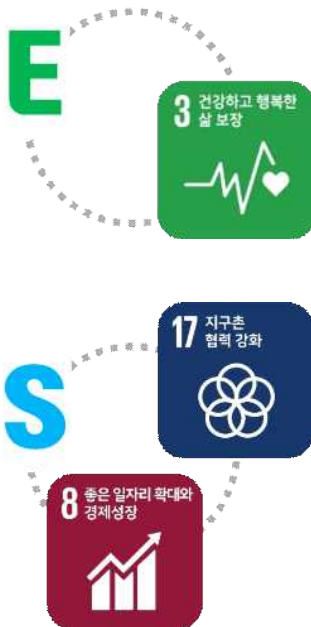 E
3 건강하고 행복한
삶 보장
S
17 지구촌
협력 강화
8 좋은 일자리 확대와
경제성장